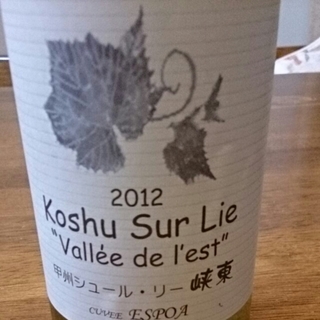 2012
Koshu Sur Lie
"Vallée de l'est"
甲州シュール・リー 峡東
CUVEE ESPOA